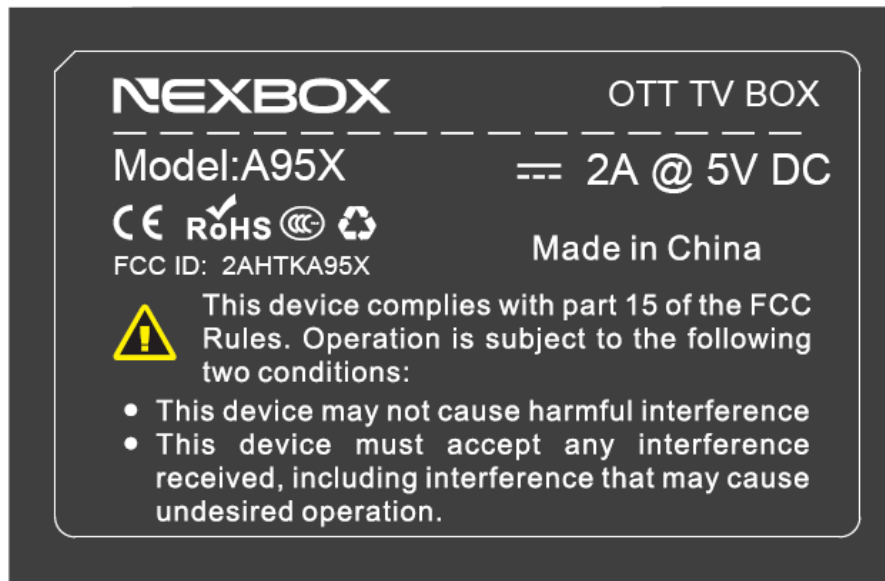 NEXBOX OTT TV BOX
Model:A95X 2A @ 5V DC
CE RoHS CCC Made in China
FCC ID: 2AHTKA95X
This device complies with part 15 of the FCC
Rules. Operation is subject to the following
two conditions:
• This device may not cause harmful interference
• This device must accept any interference
received, including interference that may cause
undesired operation.